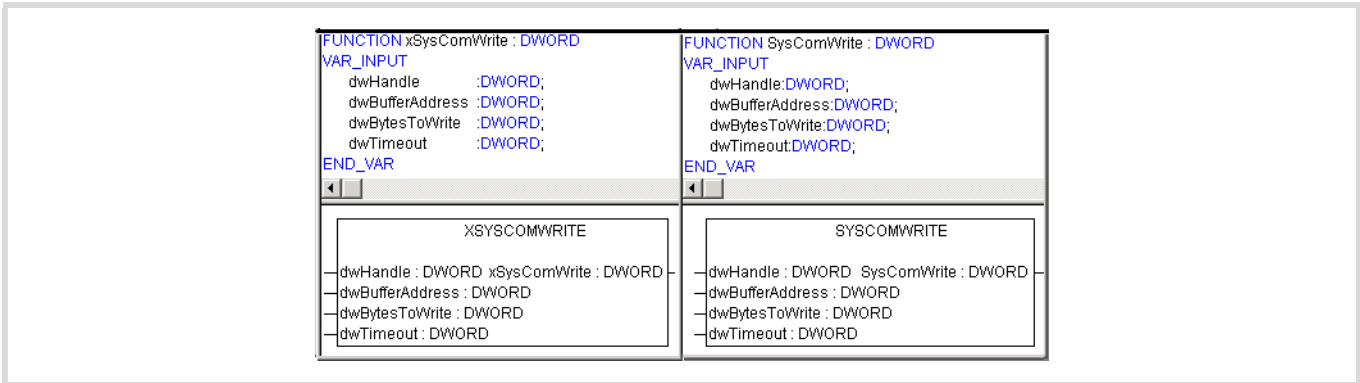 FUNCTION xSysComWrite : DWORD
VAR_INPUT
dwHandle :DWORD;
dwBufferAddress :DWORD;
dwBytesToWrite :DWORD;
dwTimeout :DWORD;
END_VAR
XSYSCOMWRITE
dwHandle : DWORD xSysComWrite : DWORD
dwBufferAddress : DWORD
dwBytesToWrite : DWORD
dwTimeout : DWORD
FUNCTION SysComWrite : DWORD
VAR_INPUT
dwHandle:DWORD;
dwBufferAddress:DWORD;
dwBytesToWrite:DWORD;
dwTimeout:DWORD;
END_VAR
SYSCOMWRITE
dwHandle : DWORD SysComWrite : DWORD
dwBufferAddress : DWORD
dwBytesToWrite : DWORD
dwTimeout : DWORD